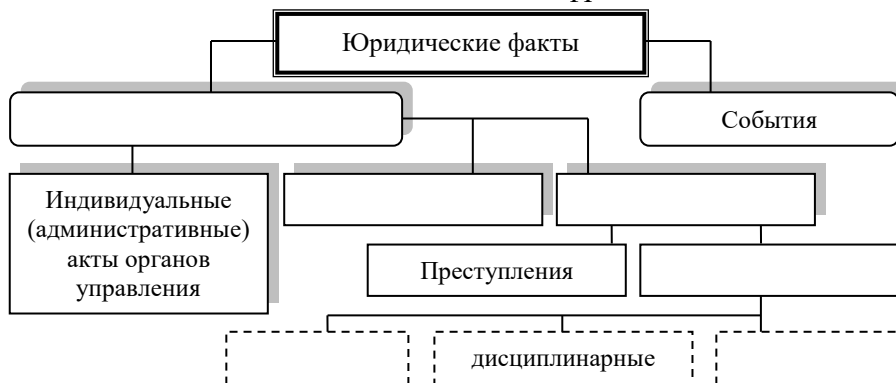 Юридические факты
События
Индивидуальные
(административные)
акты органов
управления
Преступления
дисциплинарные